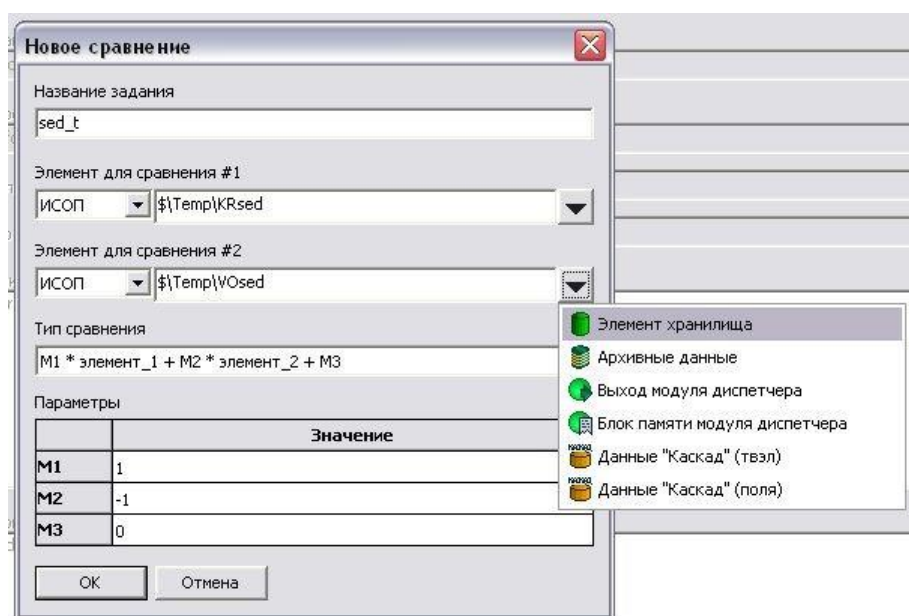 Новое сравнение
Название задания
sed_t
Элемент для сравнения #1
ИСОП $\Temp\KRsed
Элемент для сравнения #2
ИСОП $\Temp\VOsed
Тип сравнения
M1 * элемент_1 + M2 * элемент_2 + M3
Параметры
Значение
M1 1
M2 -1
M3 0
OK Отмена
Элемент хранилища
Архивные данные
Выход модуля диспетчера
Блок памяти модуля диспетчера
Данные "Каскад" (твэл)
Данные "Каскад" (поля)